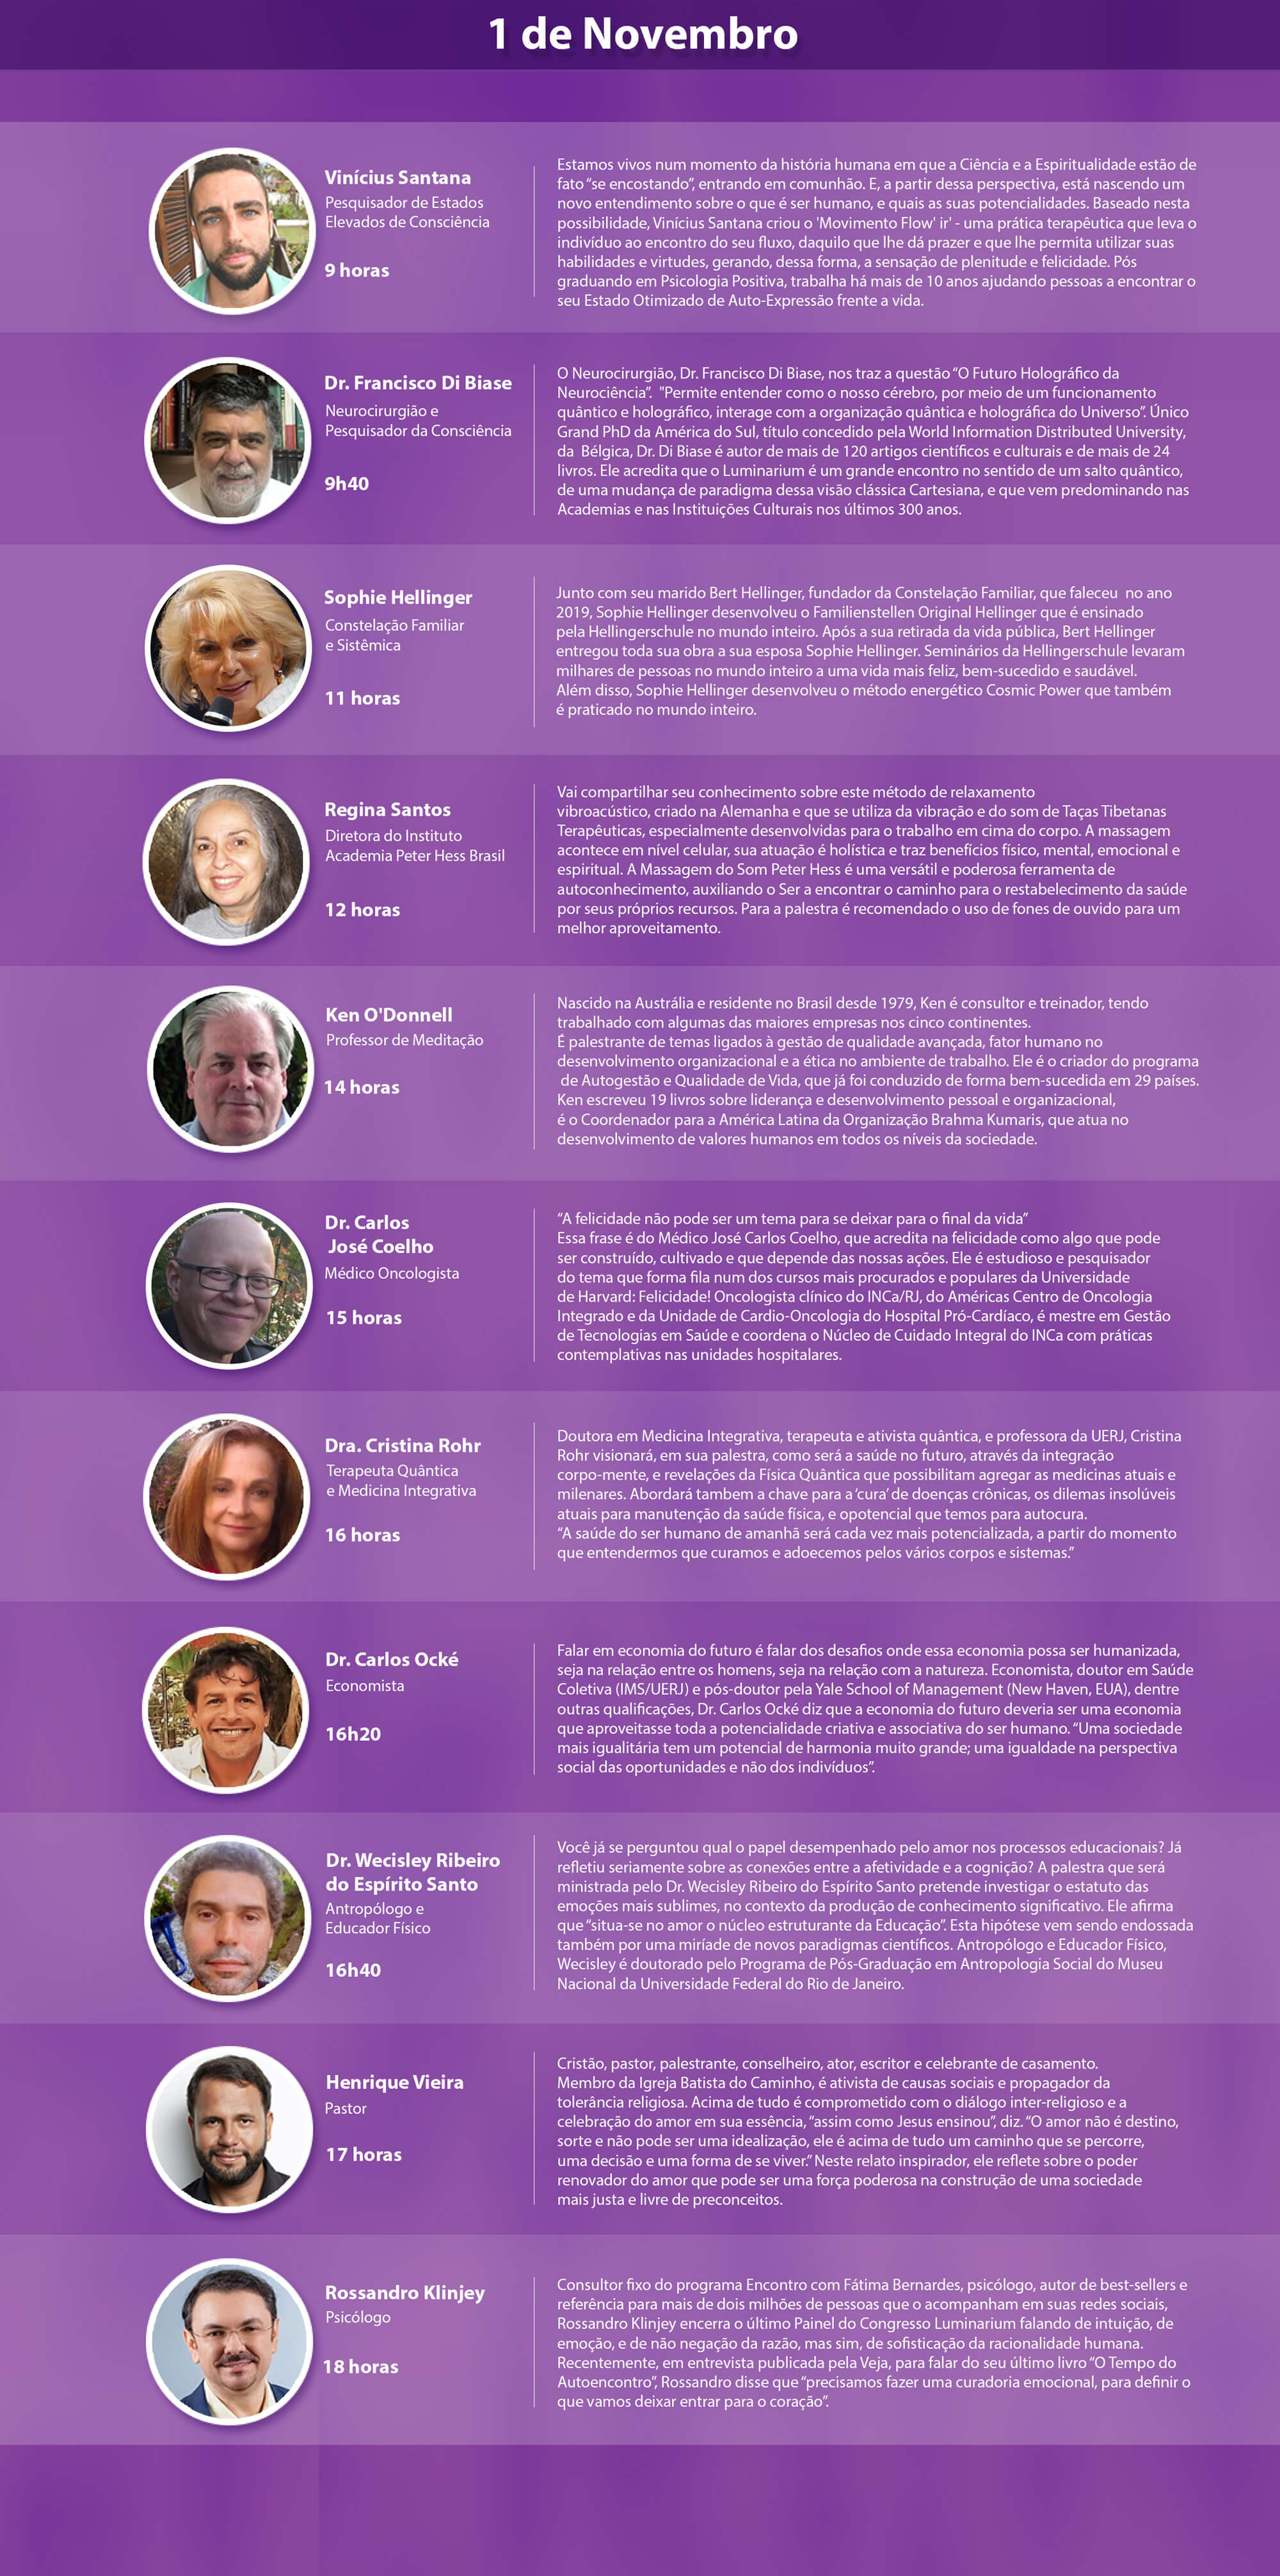 1 de Novembro
Vinícius Santana
Pesquisador de Estados
Elevados de Consciência
9 horas
Estamos vivos num momento da história humana em que a Ciência e a Espiritualidade estão de
fato “se encostando”, entrando em comunhão. E, a partir dessa perspectiva, está nascendo um
novo entendimento sobre o que é ser humano, e quais as suas potencialidades. Baseado nesta
possibilidade, Vinícius Santana criou o 'Movimento Flow' ir' - uma prática terapêutica que leva o
indivíduo ao encontro do seu fluxo, daquilo que lhe dá prazer e que lhe permita utilizar suas
habilidades e virtudes, gerando, dessa forma, a sensação de plenitude e felicidade. Pós
graduando em Psicologia Positiva, trabalha há mais de 10 anos ajudando pessoas a encontrar o
seu Estado Otimizado de Auto-Expressão frente a vida.
Dr. Francisco Di Biase
Neurocirurgião e
Pesquisador da Consciência
9h40
O Neurocirurgião, Dr. Francisco Di Biase, nos traz a questão “O Futuro Holográfico da
Neurociência”. "Permite entender como o nosso cérebro, por meio de um funcionamento
quântico e holográfico, interage com a organização quântica e holográfica do Universo”. Único
Grand PhD da América do Sul, título concedido pela World Information Distributed University,
da Bélgica, Dr. Di Biase é autor de mais de 120 artigos científicos e culturais e de mais de 24
livros. Ele acredita que o Luminarium é um grande encontro no sentido de um salto quântico,
de uma mudança de paradigma dessa visão clássica Cartesiana, e que vem predominando nas
Academias e nas Instituições Culturais nos últimos 300 anos.
Sophie Hellinger
Constelação Familiar
e Sistêmica
11 horas
Junto com seu marido Bert Hellinger, fundador da Constelação Familiar, que faleceu no ano
2019, Sophie Hellinger desenvolveu o Familienstellen Original Hellinger que é ensinado
pela Hellingerschule no mundo inteiro. Após a sua retirada da vida pública, Bert Hellinger
entregou toda sua obra a sua esposa Sophie Hellinger. Seminários da Hellingerschule levaram
milhares de pessoas no mundo inteiro a uma vida mais feliz, bem-sucedido e saudável.
Além disso, Sophie Hellinger desenvolveu o método energético Cosmic Power que também
é praticado no mundo inteiro.
Regina Santos
Diretora do Instituto
Academia Peter Hess Brasil
12 horas
Vai compartilhar seu conhecimento sobre este método de relaxamento
vibroacústico, criado na Alemanha e que se utiliza da vibração e do som de Taças Tibetanas
Terapêuticas, especialmente desenvolvidas para o trabalho em cima do corpo. A massagem
acontece em nível celular, sua atuação é holística e traz benefícios físico, mental, emocional e
espiritual. A Massagem do Som Peter Hess é uma versátil e poderosa ferramenta de
autoconhecimento, auxiliando o Ser a encontrar o caminho para o restabelecimento da saúde
por seus próprios recursos. Para a palestra é recomendado o uso de fones de ouvido para um
melhor aproveitamento.
Ken O'Donnell
Professor de Meditação
14 horas
Nascido na Austrália e residente no Brasil desde 1979, Ken é consultor e treinador, tendo
trabalhado com algumas das maiores empresas nos cinco continentes.
É palestrante de temas ligados à gestão de qualidade avançada, fator humano no
desenvolvimento organizacional e a ética no ambiente de trabalho. Ele é o criador do programa
de Autogestão e Qualidade de Vida, que já foi conduzido de forma bem-sucedida em 29 países.
Ken escreveu 19 livros sobre liderança e desenvolvimento pessoal e organizacional,
é o Coordenador para a América Latina da Organização Brahma Kumaris, que atua no
desenvolvimento de valores humanos em todos os níveis da sociedade.
Dr. Carlos
José Coelho
Médico Oncologista
15 horas
“A felicidade não pode ser um tema para se deixar para o final da vida”
Essa frase é do Médico José Carlos Coelho, que acredita na felicidade como algo que pode
ser construído, cultivado e que depende das nossas ações. Ele é estudioso e pesquisador
do tema que forma fila num dos cursos mais procurados e populares da Universidade
de Harvard: Felicidade! Oncologista clínico do INCa/RJ, do Américas Centro de Oncologia
Integrado e da Unidade de Cardio-Oncologia do Hospital Pró-Cardíaco, é mestre em Gestão
de Tecnologias em Saúde e coordena o Núcleo de Cuidado Integral do INCa com práticas
contemplativas nas unidades hospitalares.
Dra. Cristina Rohr
Terapeuta Quântica
e Medicina Integrativa
16 horas
Doutora em Medicina Integrativa, terapeuta e ativista quântica, e professora da UERJ, Cristina
Rohr visionará, em sua palestra, como será a saúde no futuro, através da integração
corpo-mente, e revelações da Física Quântica que possibilitam agregar as medicinas atuais e
milenares. Abordará tambem a chave para a ‘cura’ de doenças crônicas, os dilemas insolúveis
atuais para manutenção da saúde física, e opotencial que temos para autocura.
“A saúde do ser humano de amanhã será cada vez mais potencializada, a partir do momento
que entendermos que curamos e adoecemos pelos vários corpos e sistemas.”
Dr. Carlos Ocké
Economista
16h20
Falar em economia do futuro é falar dos desafios onde essa economia possa ser humanizada,
seja na relação entre os homens, seja na relação com a natureza. Economista, doutor em Saúde
Coletiva (IMS/UERJ) e pós-doutor pela Yale School of Management (New Haven, EUA), dentre
outras qualificações, Dr. Carlos Ocké diz que a economia do futuro deveria ser uma economia
que aproveitasse toda a potencialidade criativa e associativa do ser humano. “Uma sociedade
mais igualitária tem um potencial de harmonia muito grande; uma igualdade na perspectiva
social das oportunidades e não dos indivíduos”.
Dr. Wecisley Ribeiro
do Espírito Santo
Antropólogo e
Educador Físico
16h40
Você já se perguntou qual o papel desempenhado pelo amor nos processos educacionais? Já
refletiu seriamente sobre as conexões entre a afetividade e a cognição? A palestra que será
ministrada pelo Dr. Wecisley Ribeiro do Espírito Santo pretende investigar o estatuto das
emoções mais sublimes, no contexto da produção de conhecimento significativo. Ele afirma
que “situa-se no amor o núcleo estruturante da Educação”. Esta hipótese vem sendo endossada
também por uma miríade de novos paradigmas científicos. Antropólogo e Educador Físico,
Wecisley é doutorado pelo Programa de Pós-Graduação em Antropologia Social do Museu
Nacional da Universidade Federal do Rio de Janeiro.
Henrique Vieira
Pastor
17 horas
Cristão, pastor, palestrante, conselheiro, ator, escritor e celebrante de casamento.
Membro da Igreja Batista do Caminho, é ativista de causas sociais e propagador da
tolerância religiosa. Acima de tudo é comprometido com o diálogo inter-religioso e a
celebração do amor em sua essência, “assim como Jesus ensinou”, diz. “O amor não é destino,
sorte e não pode ser uma idealização, ele é acima de tudo um caminho que se percorre,
uma decisão e uma forma de se viver.” Neste relato inspirador, ele reflete sobre o poder
renovador do amor que pode ser uma força poderosa na construção de uma sociedade
mais justa e livre de preconceitos.
Rossandro Klinjey
Psicólogo
18 horas
Consultor fixo do programa Encontro com Fátima Bernardes, psicólogo, autor de best-sellers e
referência para mais de dois milhões de pessoas que o acompanham em suas redes sociais,
Rossandro Klinjey encerra o último Painel do Congresso Luminarium falando de intuição, de
emoção, e de não negação da razão, mas sim, de sofisticação da racionalidade humana.
Recentemente, em entrevista publicada pela Veja, para falar do seu último livro “O Tempo do
Autoencontro”, Rossandro disse que “precisamos fazer uma curadoria emocional, para definir o
que vamos deixar entrar para o coração”.